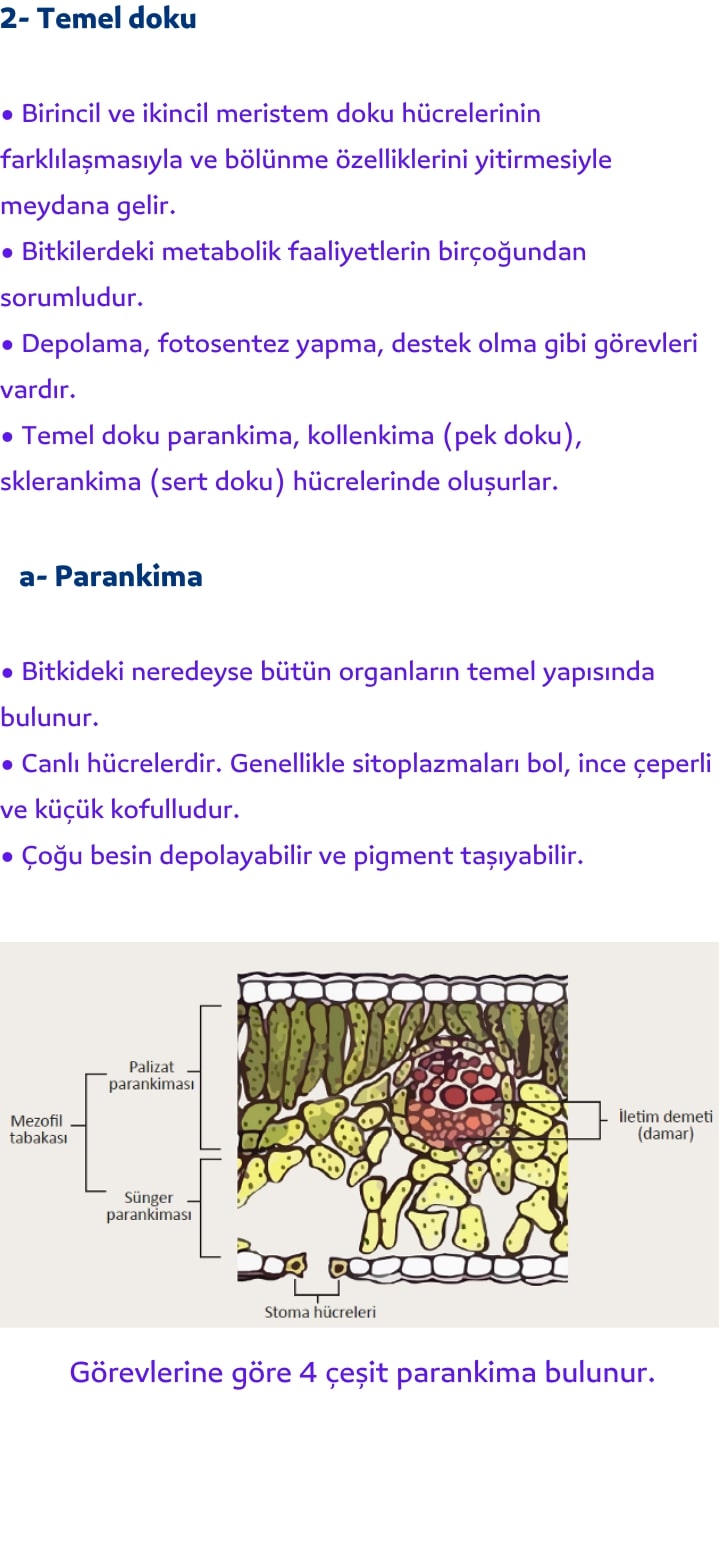 2- Temel doku
• Birincil ve ikincil meristem doku hücrelerinin
farklılaşmasıyla ve bölünme özelliklerini yitirmesiyle
meydana gelir.
• Bitkilerdeki metabolik faaliyetlerin birçoğundan
sorumludur.
• Depolama, fotosentez yapma, destek olma gibi görevleri
vardır.
• Temel doku parankima, kollenkima (pek doku),
sklerankima (sert doku) hücrelerinde oluşurlar.
a- Parankima
• Bitkideki neredeyse bütün organların temel yapısında
bulunur.
• Canlı hücrelerdir. Genellikle sitoplazmaları bol, ince çeperli
ve küçük kofulludur.
• Çoğu besin depolayabilir ve pigment taşıyabilir.
Palizat
parankiması
Mezofil
tabakası
İletim demeti
(damar)
Sünger
parankiması
Stoma hücreleri
Görevlerine göre 4 çeşit parankima bulunur.